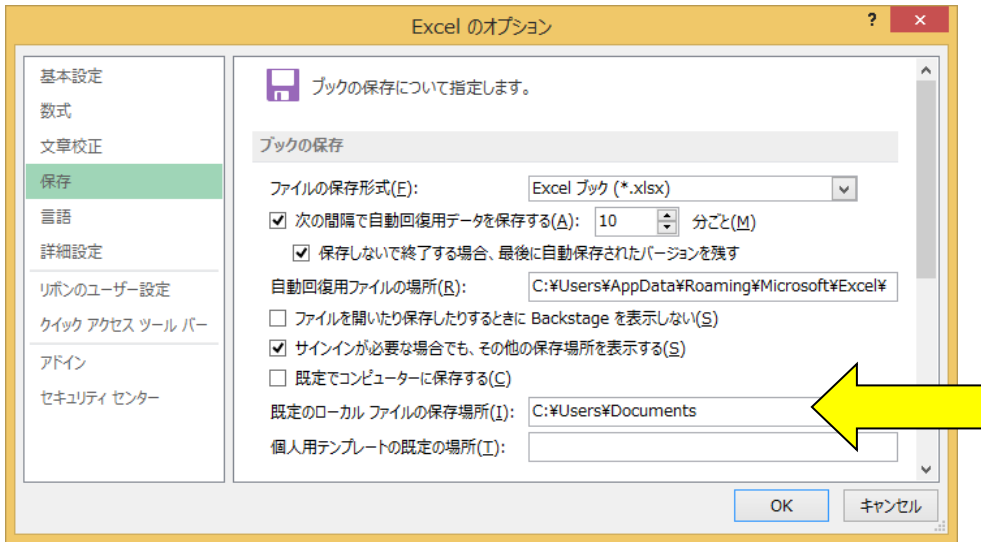 Excel のオプション
?
×
基本設定
数式
文章校正
保存
言語
詳細設定
リボンのユーザー設定
クイック アクセス ツール バー
アドイン
セキュリティ センター
ブックの保存について指定します。
ブックの保存
ファイルの保存形式(F): Excel ブック (*.xlsx)
次の間隔で自動回復用データを保存する(A): 10 分ごと(M)
保存しないで終了する場合、最後に自動保存されたバージョンを残す
自動回復用ファイルの場所(R): C:¥Users¥AppData¥Roaming¥Microsoft¥Excel¥
ファイルを開いたり保存したりするときに Backstage を表示しない(S)
サインインが必要な場合でも、その他の保存場所を表示する(S)
既定でコンピューターに保存する(C)
既定のローカル ファイルの保存場所(I): C:¥Users¥Documents
個人用テンプレートの既定の場所(T):
OK キャンセル